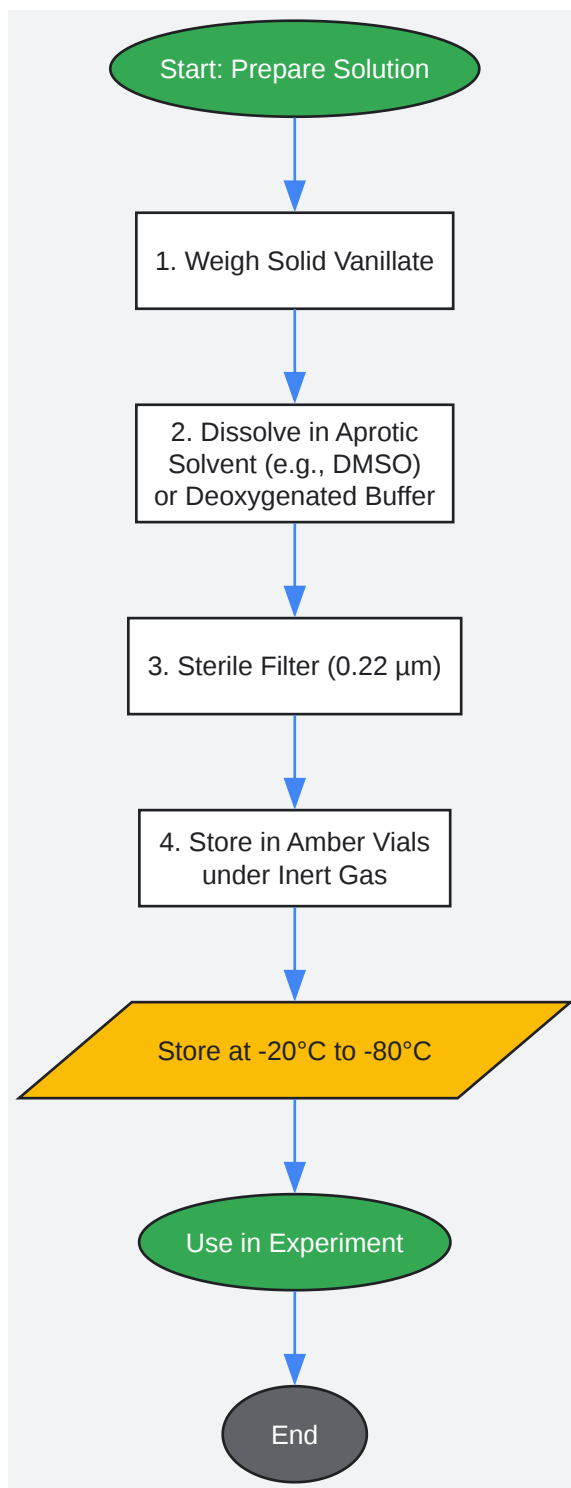 Start: Prepare Solution
1. Weigh Solid Vanillate
2. Dissolve in Aprotic
Solvent (e.g., DMSO)
or Deoxygenated Buffer
3. Sterile Filter (0.22 µm)
4. Store in Amber Vials
under Inert Gas
Store at -20°C to -80°C
Use in Experiment
End